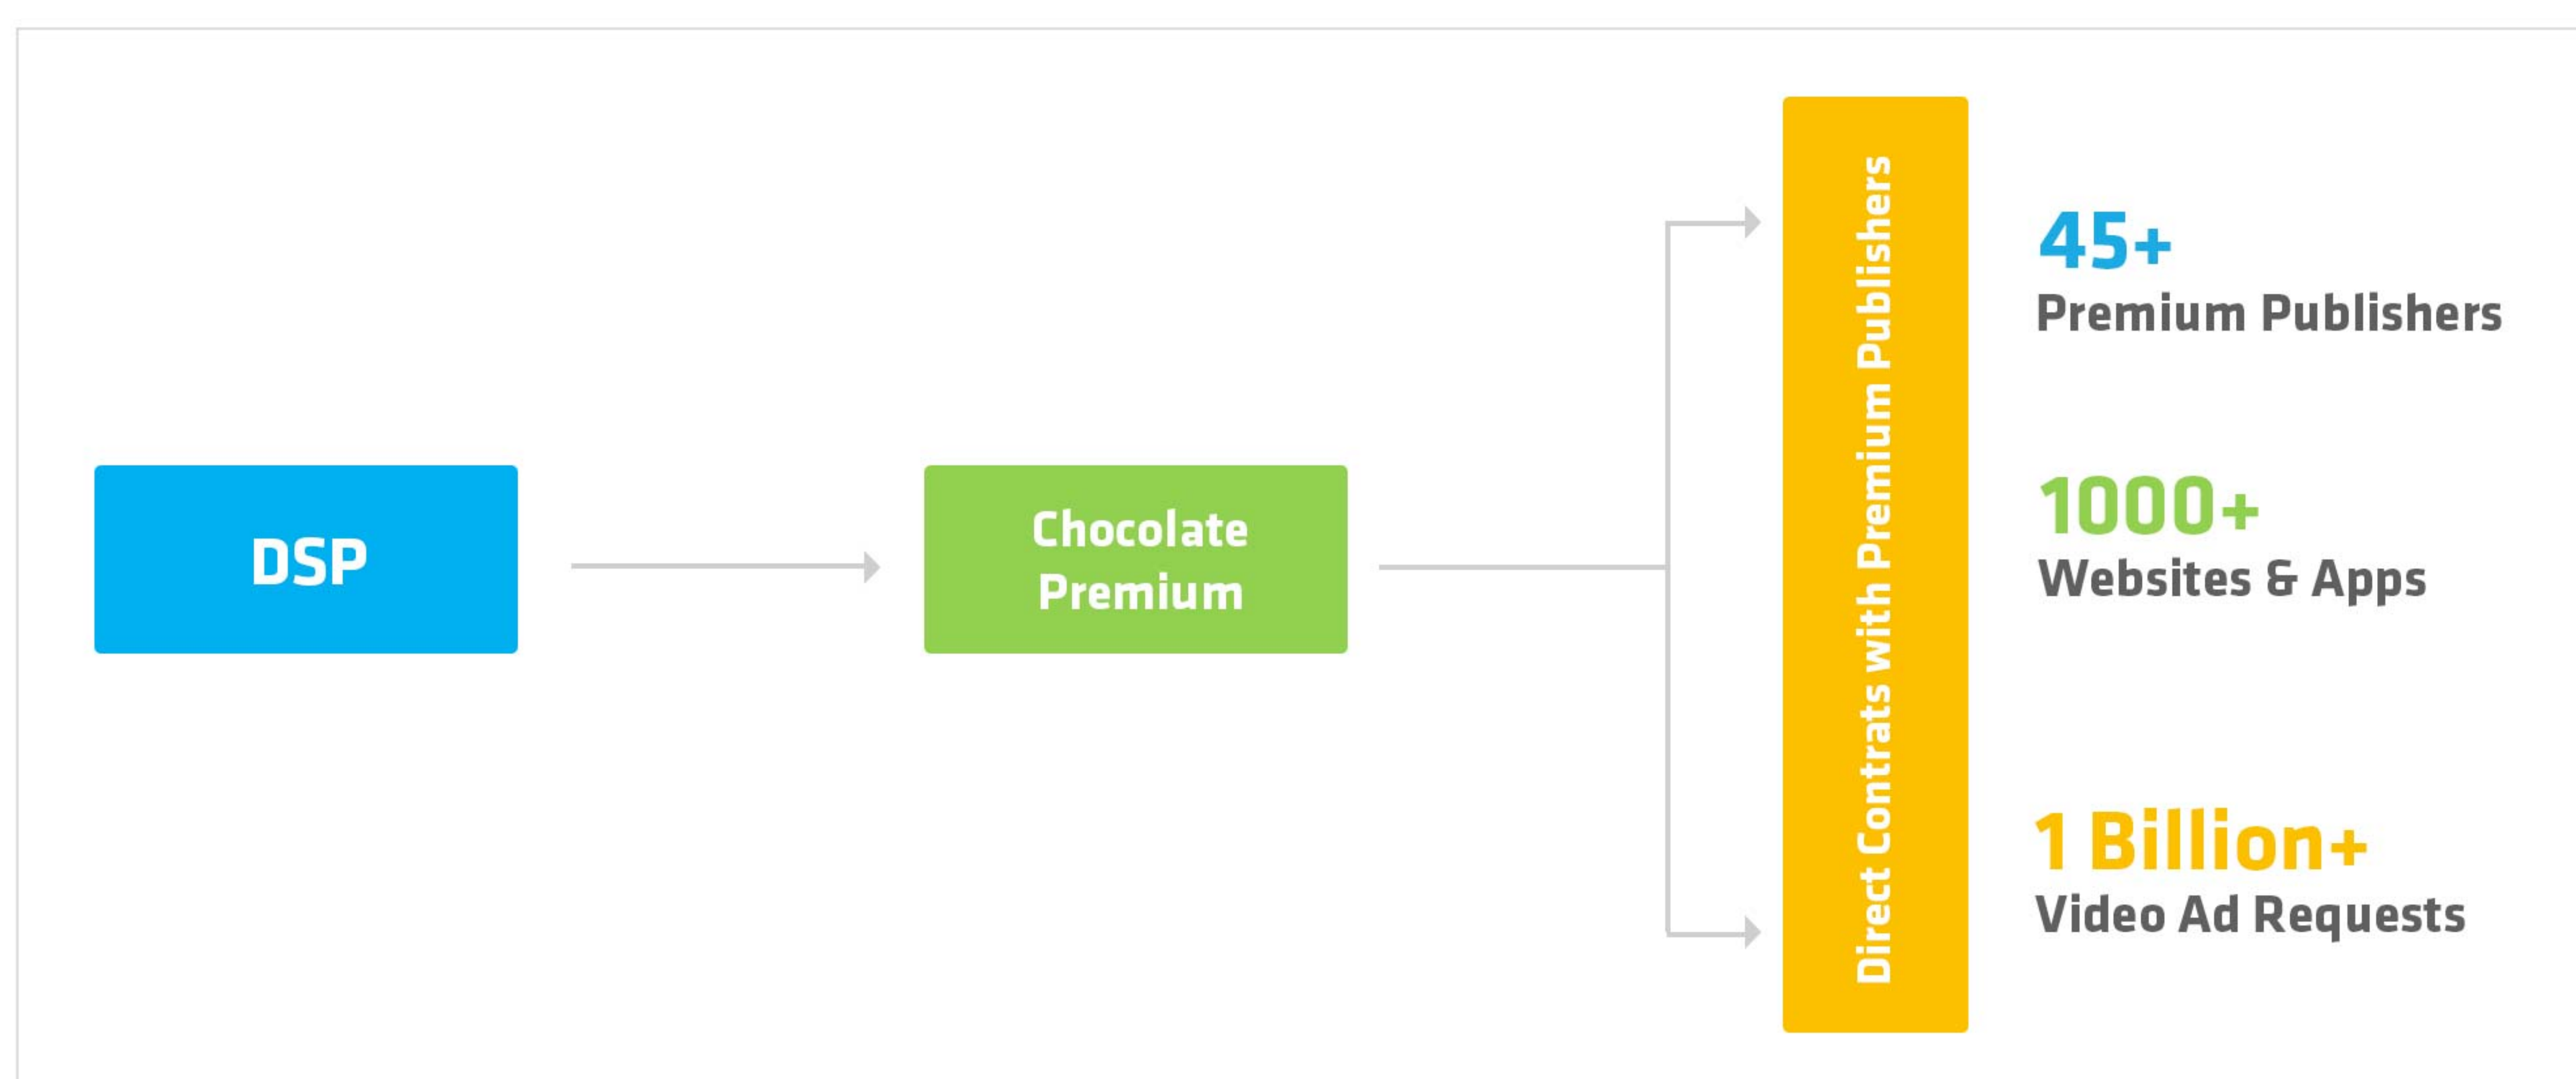 DSP
Chocolate
Premium
Direct Contrats with Premium Publishers
45+
Premium Publishers
1000+
Websites & Apps
1 Billion+
Video Ad Requests